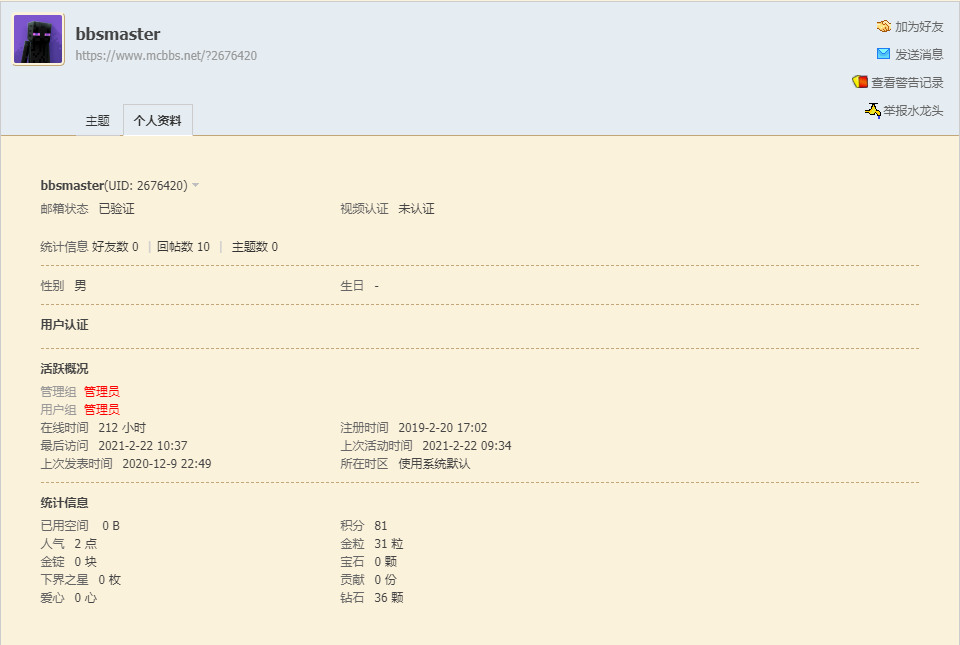 bbsmaster
https://www.mcbbs.net/?2676420
加为好友
发送消息
查看警告记录
举报水龙头
主题 个人资料
bbsmaster(UID: 2676420)
邮箱状态 已验证 视频认证 未认证
统计信息 好友数 0 | 回帖数 10 | 主题数 0
性别 男 生日 -
用户认证
活跃概况
管理组 管理员
用户组 管理员
在线时间 212 小时 注册时间 2019-2-20 17:02
最后访问 2021-2-22 10:37 上次活动时间 2021-2-22 09:34
上次发表时间 2020-12-9 22:49 所在时区 使用系统默认
统计信息
已用空间 0 B 积分 81
人气 2 点 金粒 31 粒
金锭 0 块 宝石 0 颗
下界之星 0 枚 贡献 0 份
爱心 0 心 钻石 36 颗